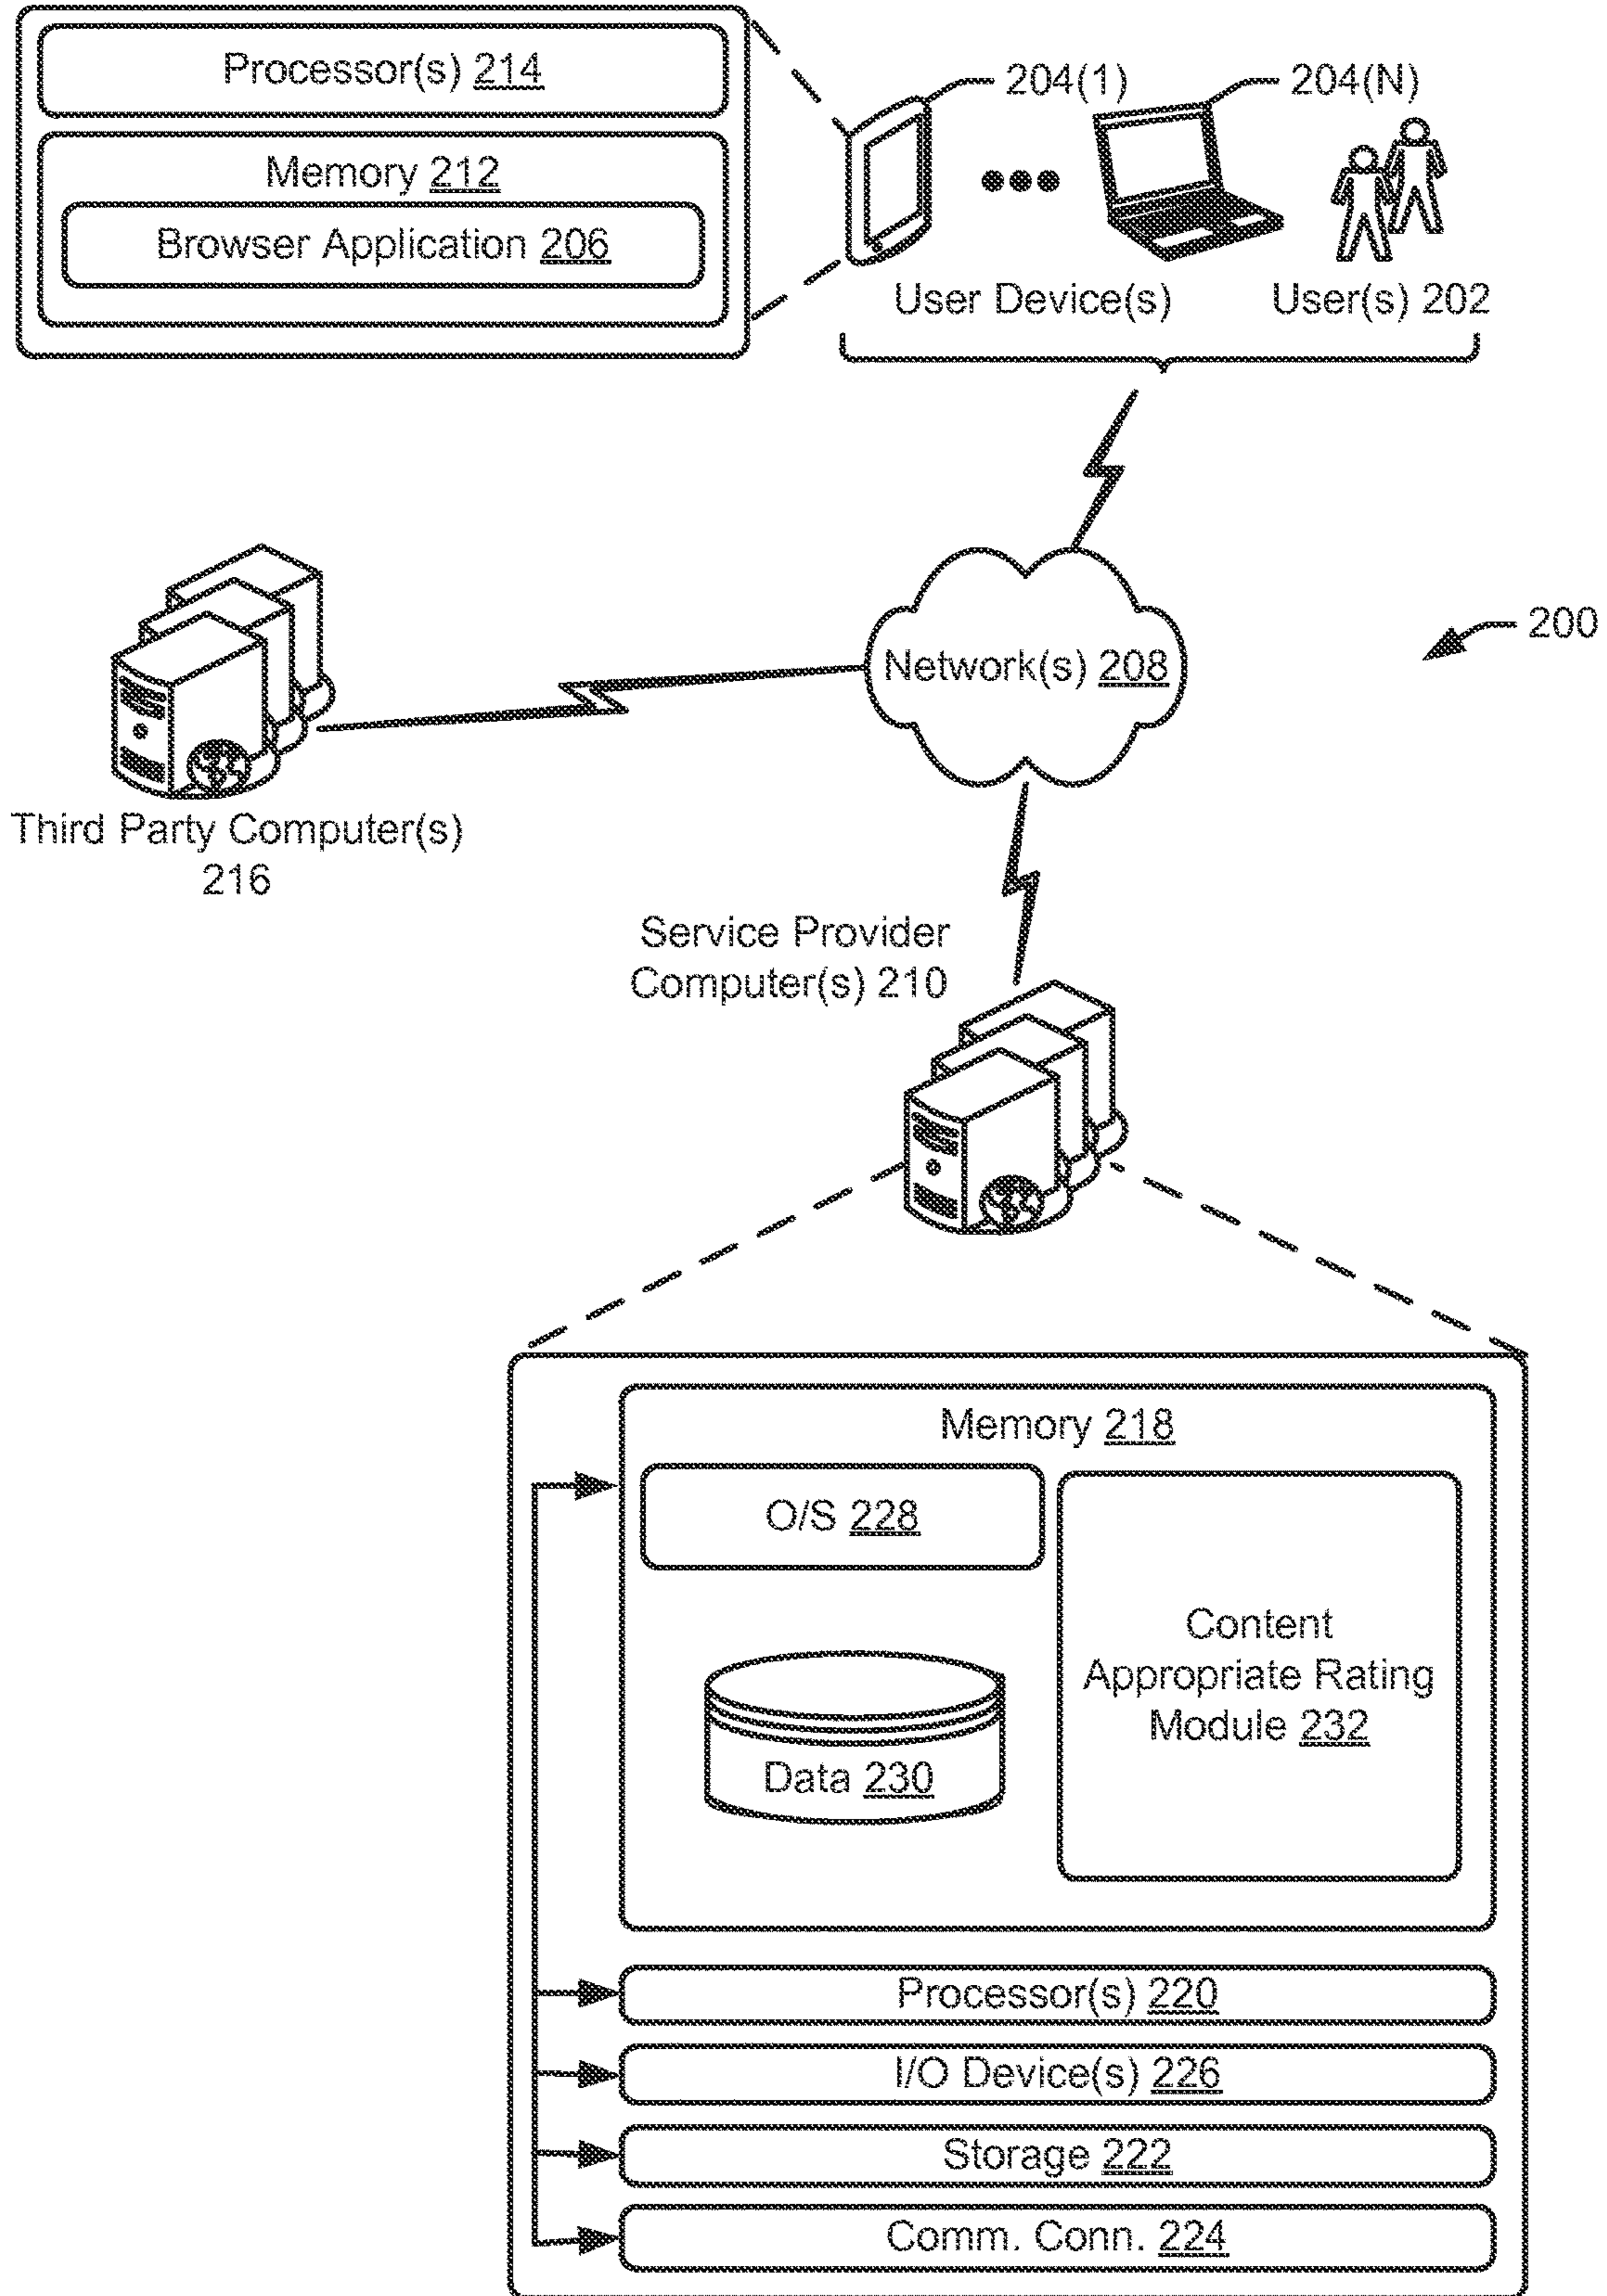 Processor(s) 214
Memory 212
Browser Application 206
204(1)
204(N)
User Device(s)
User(s) 202
200
Network(s) 208
Third Party Computer(s)
216
Service Provider
Computer(s) 210
Memory 218
O/S 228
Data 230
Content
Appropriate Rating
Module 232
Processor(s) 220
I/O Device(s) 226
Storage 222
Comm. Conn. 224